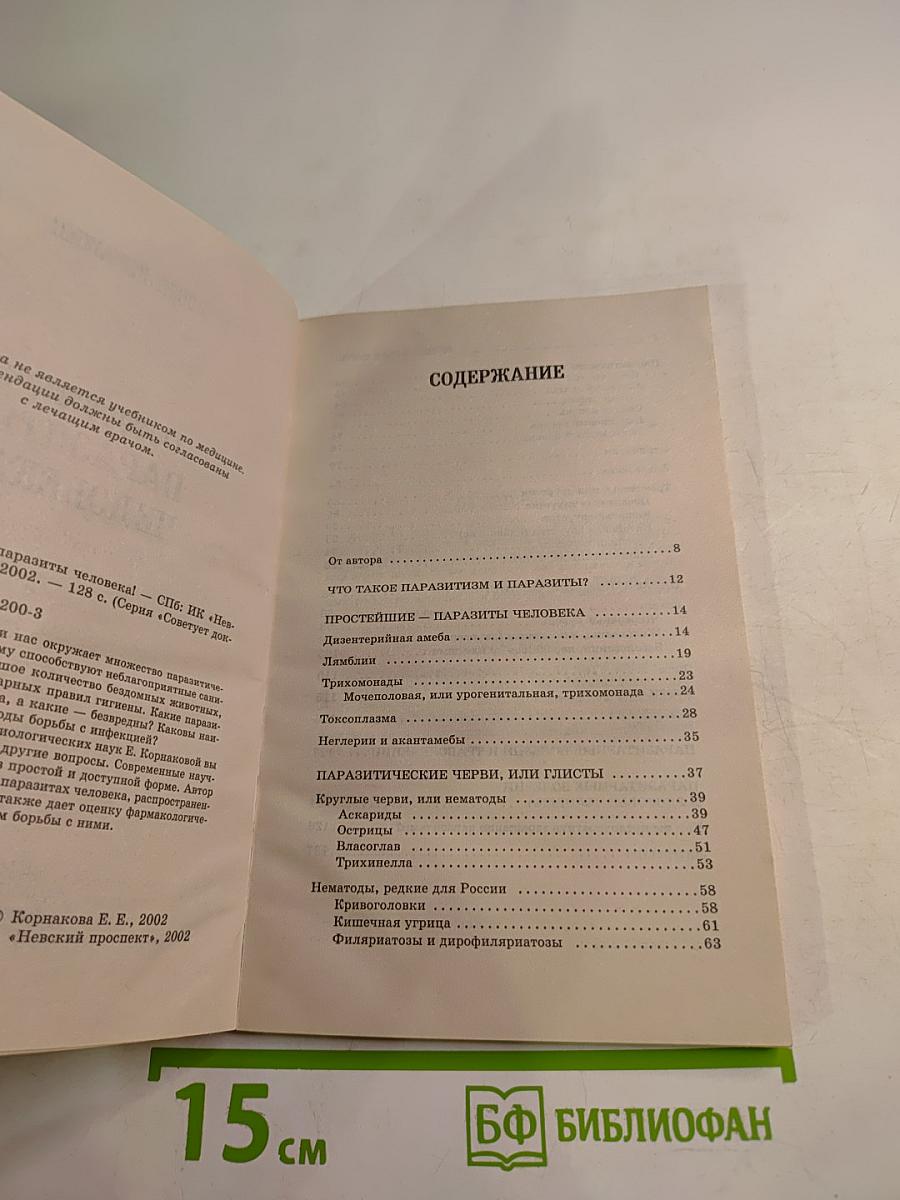 а не является учебником по медицине.
ендации должны быть согласованы
с лечащим врачом.
паразиты человека! — СПб: ИК «Нев-
2002. — 128 с. (Серия «Советует док-
200-3
и нас окружает множество паразитиче-
му способствуют неблагоприятные сани-
шое количество бездомных животных,
арных правил гигиены. Какие парази-
а, а какие — безвредны? Каковы наи-
оды борьбы с инфекцией?
иологических наук Е. Корнаковой вы
другие вопросы. Современные науч-
в простой и доступной форме. Автор
паразитах человека, распространен-
также дает оценку фармакологиче-
м борьбы с ними.
© Корнакова Е. Е., 2002
«Невский проспект», 2002
СОДЕРЖАНИЕ
От автора ..................................8
ЧТО ТАКОЕ ПАРАЗИТИЗМ И ПАРАЗИТЫ? ..........12
ПРОСТЕЙШИЕ — ПАРАЗИТЫ ЧЕЛОВЕКА ...........14
Дизентерийная амеба ..........................14
Лямблии ..................................19
Трихомонады ................................23
Мочеполовая, или урогенитальная, трихомонада ....24
Токсоплазма ................................28
Неглерии и акантамебы ........................35
ПАРАЗИТИЧЕСКИЕ ЧЕРВИ, ИЛИ ГЛИСТЫ ..........37
Круглые черви, или нематоды ....................39
Аскариды ................................39
Острицы ................................47
Власоглав ................................51
Трихинелла ................................53
Нематоды, редкие для России ....................58
Кривоголовки ..............................58
Кишечная угрица ............................61
Филяриатозы и дирофиляриатозы ..............63
15 см
БФ БИБЛИОФАН